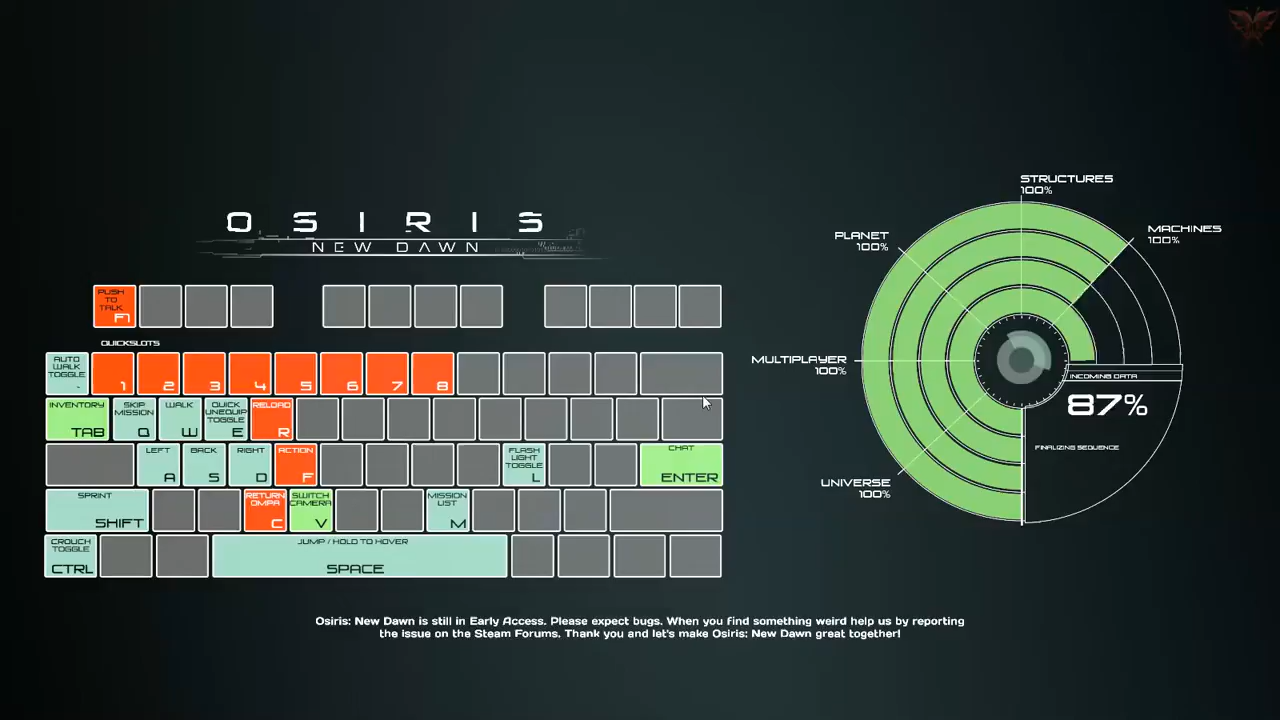 STRUCTURES
100%
MACHINES
100%
PLANET
100%
OSIRIS
NEW DAWN
PUSH
TO
TALK
F1
QUICKSLOTS
MULTIPLAYER
100%
INCOMING DATA
87%
FINALIZING SEQUENCE
UNIVERSE
100%
AUTO
WALK
TOGGLE
1 2 3 4 5 6 7 8
INVENTORY
TAB
SKIP
MISSION
Q
WALK
W
QUICK
UNEQUIP
TOGGLE
E
RELOAD
R
LEFT
A
BACK
S
RIGHT
D
ACTION
F
FLASH
LIGHT
TOGGLE
L
CHAT
ENTER
SPRINT
SHIFT
RETURN
OMPA
C
SWITCH
CAMERA
V
MISSION
LIST
M
CROUCH
TOGGLE
CTRL
JUMP / HOLD TO HOVER
SPACE
Osiris: New Dawn is still in Early Access. Please expect bugs. When you find something weird help us by reporting
the issue on the Steam Forums. Thank you and let's make Osiris: New Dawn great together!